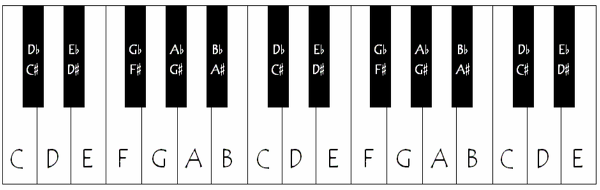 D♭ E♭ G♭ A♭ B♭ D♭ E♭ G♭ A♭ B♭ D♭ E♭
C♯ D♯ F♯ G♯ A♯ C♯ D♯ F♯ G♯ A♯ C♯ D♯
C D E F G A B C D E F G A B C D E